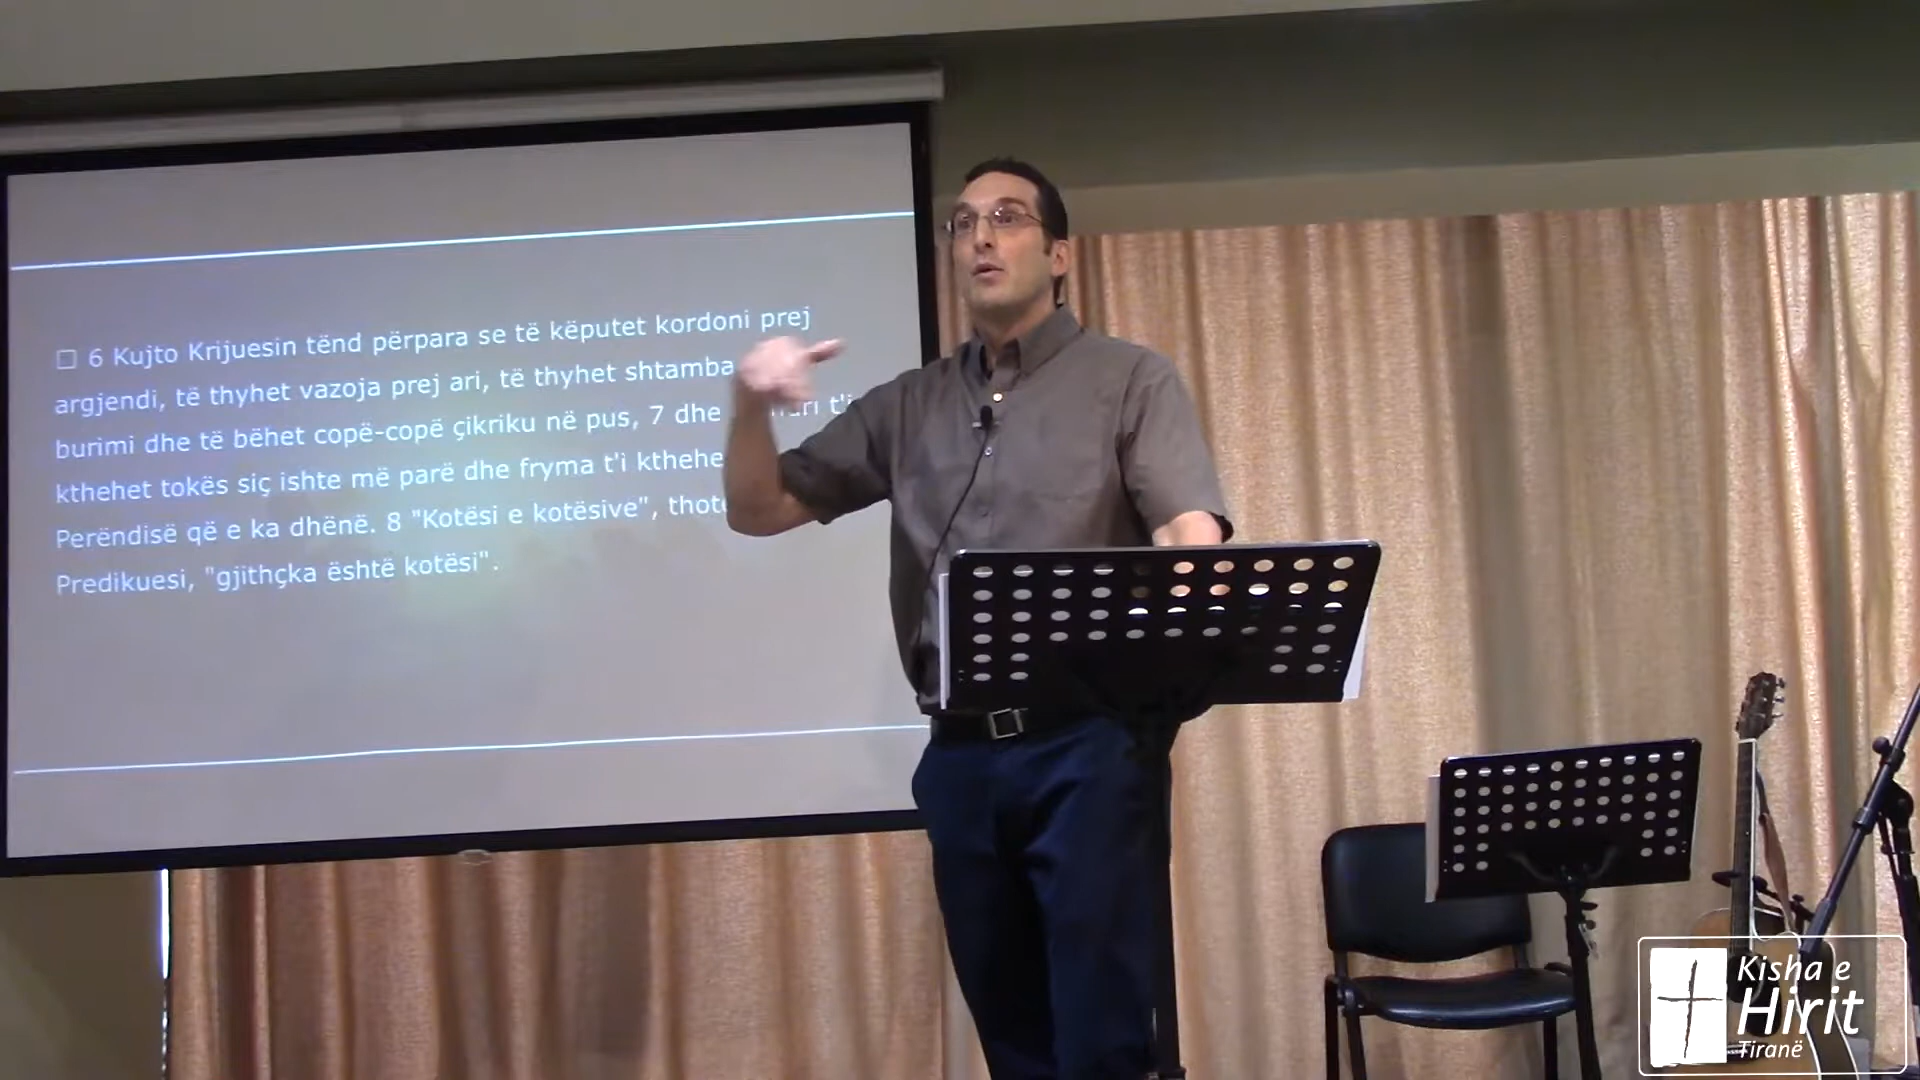 6 Kujto Krijuesin tënd përpara se të këputet kordoni prej
argjendi, të thyhet vazoja prej ari, të thyhet shtamba
burimi dhe të bëhet copë-copë çikriku në pus, 7 dhe t'i
kthehet tokës siç ishte më parë dhe fryma t'i
Perëndisë që e ka dhënë. 8 "Kotësi e kotësive",
Predikuesi, "gjithçka është kotësi".
Kisha e
Hirit
Tiranë